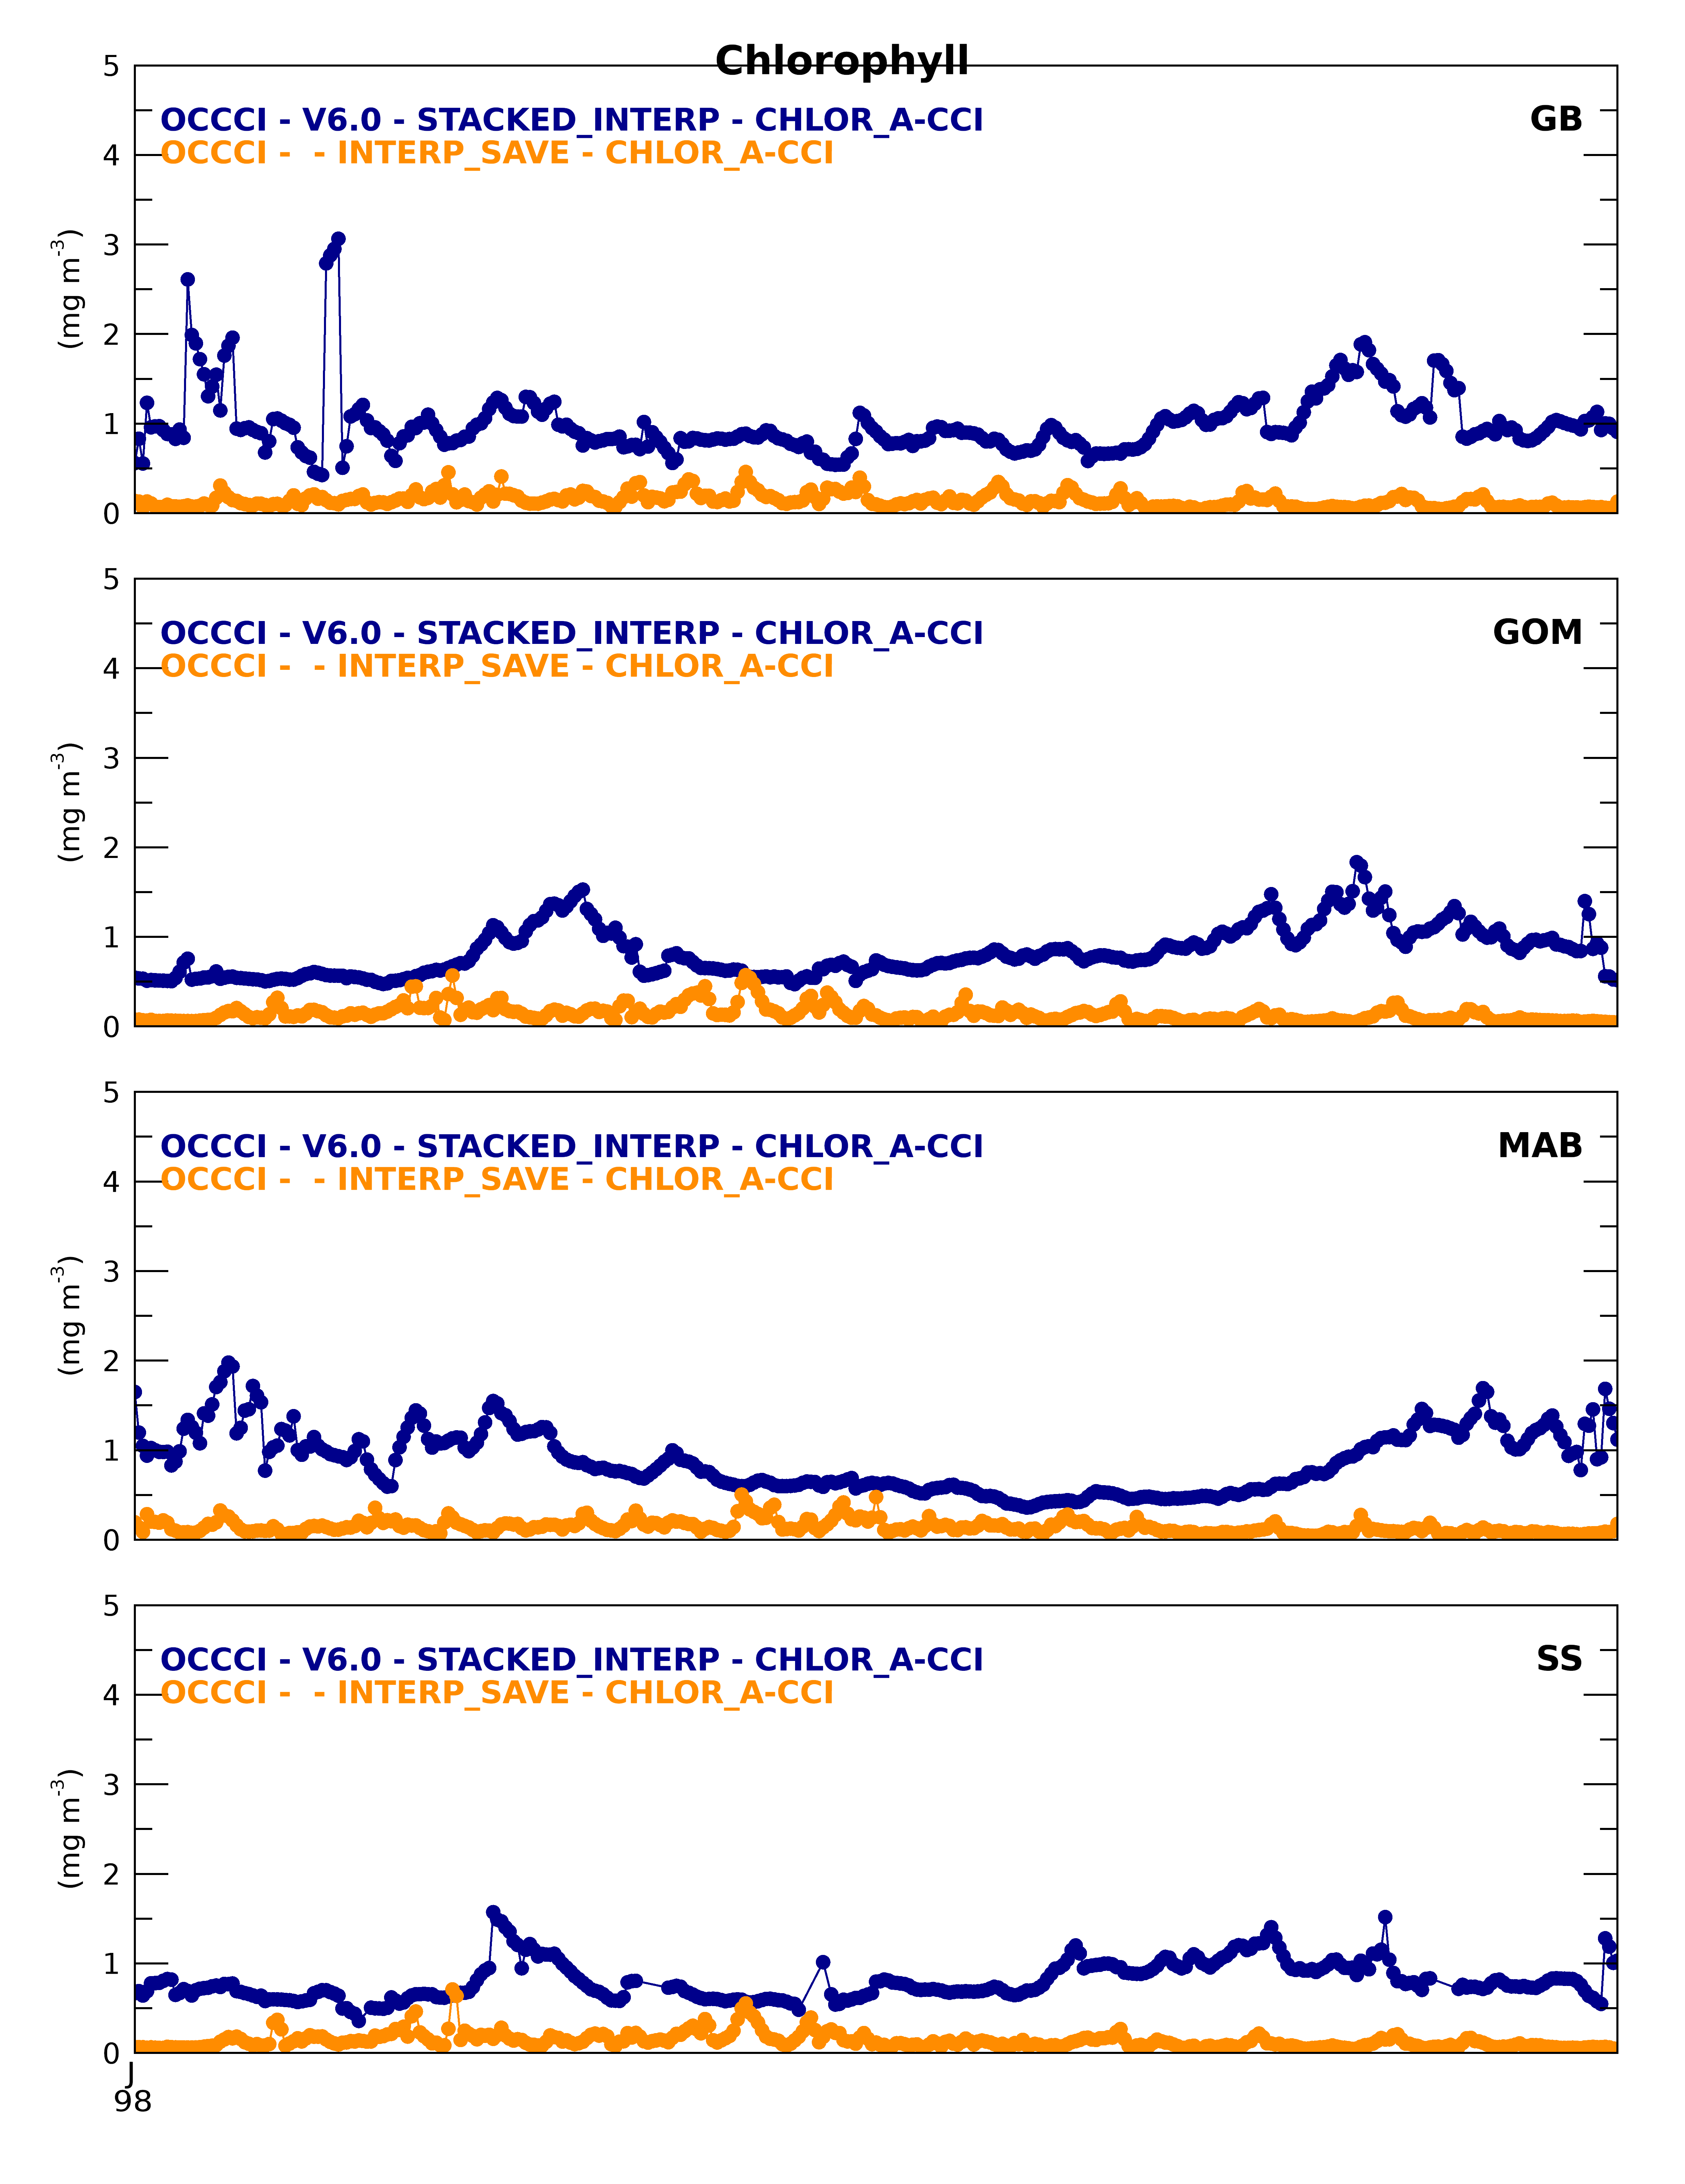 Chlorophyll
5
OCCCI - V6.0 - STACKED_INTERP - CHLOR_A-CCI
GB
OCCCI -  - INTERP_SAVE - CHLOR_A-CCI
4
3
(mg m-3)
2
1
0
5
OCCCI - V6.0 - STACKED_INTERP - CHLOR_A-CCI
GOM
OCCCI -  - INTERP_SAVE - CHLOR_A-CCI
4
3
(mg m-3)
2
1
0
5
OCCCI - V6.0 - STACKED_INTERP - CHLOR_A-CCI
MAB
OCCCI -  - INTERP_SAVE - CHLOR_A-CCI
4
3
(mg m-3)
2
1
0
5
OCCCI - V6.0 - STACKED_INTERP - CHLOR_A-CCI
SS
OCCCI -  - INTERP_SAVE - CHLOR_A-CCI
4
3
(mg m-3)
2
1
0
J
98